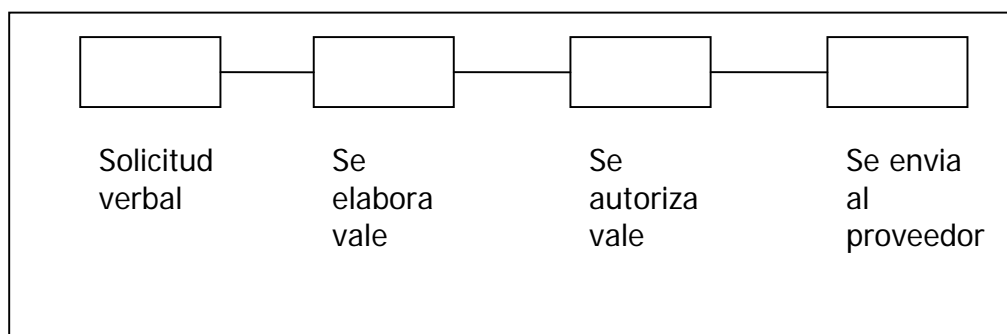 Solicitud
verbal
Se
elabora
vale
Se
autoriza
vale
Se envia
al
proveedor